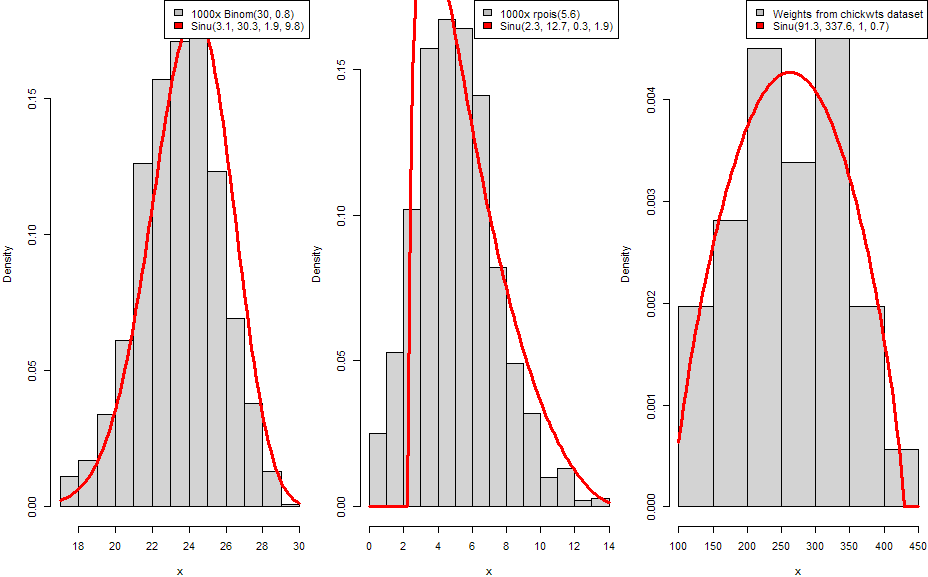 1000x Binom(30, 0.8)
Sinu(3.1, 30.3, 1.9, 9.8)
Density
0.00
0.05
0.10
0.15
18 20 22 24 26 28 30
x
1000x rpois(5.6)
Sinu(2.3, 12.7, 0.3, 1.9)
Density
0.00
0.05
0.10
0.15
0 2 4 6 8 10 12 14
x
Weights from chickwts dataset
Sinu(91.3, 337.6, 1, 0.7)
Density
0.000
0.001
0.002
0.003
0.004
100 150 200 250 300 350 400 450
x